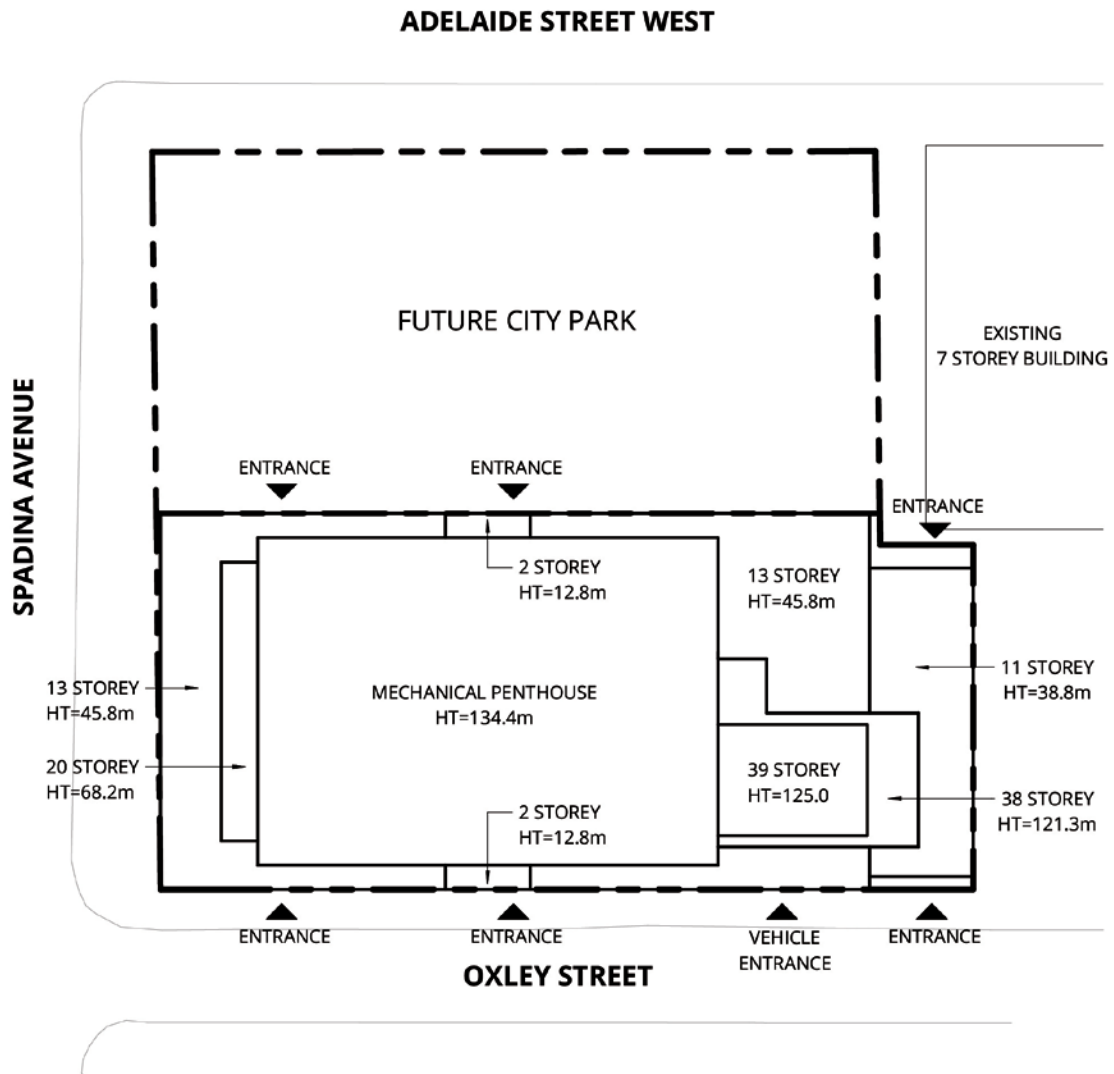 ADELAIDE STREET WEST
FUTURE CITY PARK
EXISTING
7 STOREY BUILDING
SPADINA AVENUE
ENTRANCE
ENTRANCE
ENTRANCE
2 STOREY
HT=12.8m
13 STOREY
HT=45.8m
11 STOREY
HT=38.8m
13 STOREY
HT=45.8m
MECHANICAL PENTHOUSE
HT=134.4m
20 STOREY
HT=68.2m
39 STOREY
HT=125.0
38 STOREY
HT=121.3m
2 STOREY
HT=12.8m
ENTRANCE
ENTRANCE
VEHICLE
ENTRANCE
ENTRANCE
OXLEY STREET